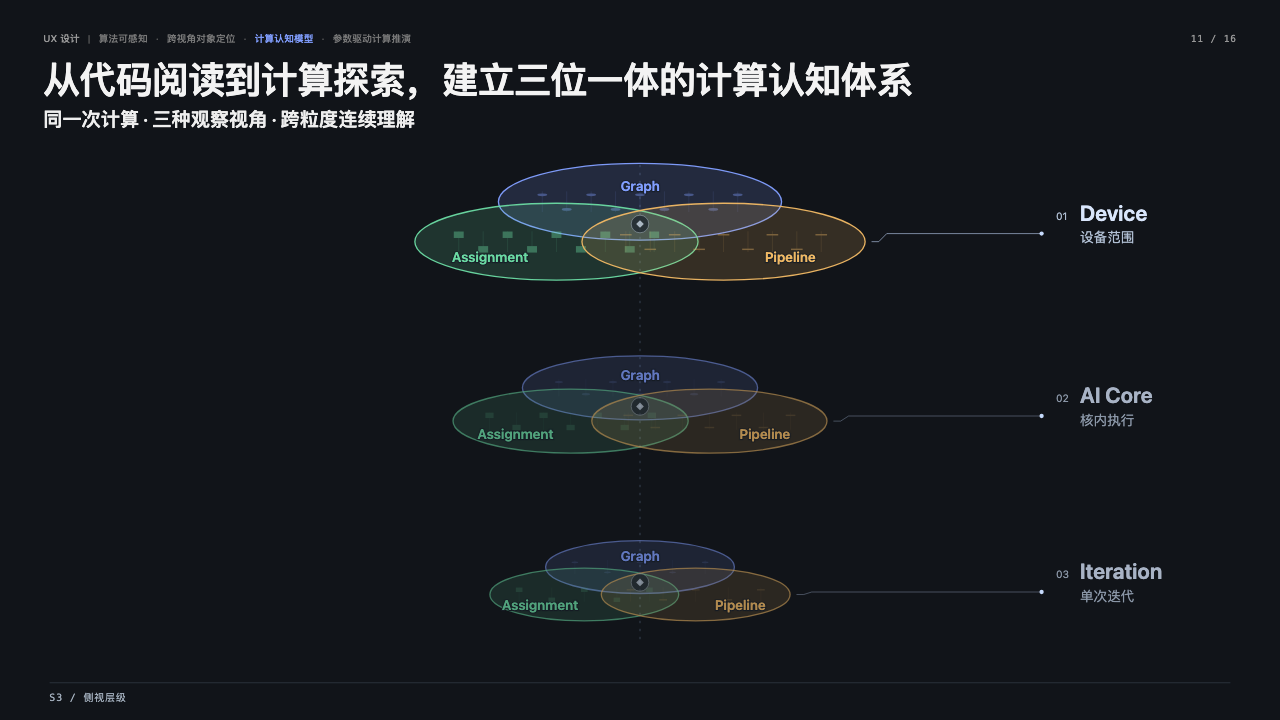 UX 设计 | 算法可感知 · 跨视角对象定位 · 计算认知模型 · 参数驱动计算推演
11 / 16
从代码阅读到计算探索，建立三位一体的计算认知体系
同一次计算 · 三种观察视角 · 跨粒度连续理解
Graph
Assignment
Pipeline
01 Device
设备范围
Graph
Assignment
Pipeline
02 AI Core
核内执行
Graph
Assignment
Pipeline
03 Iteration
单次迭代
S3 / 侧视层级